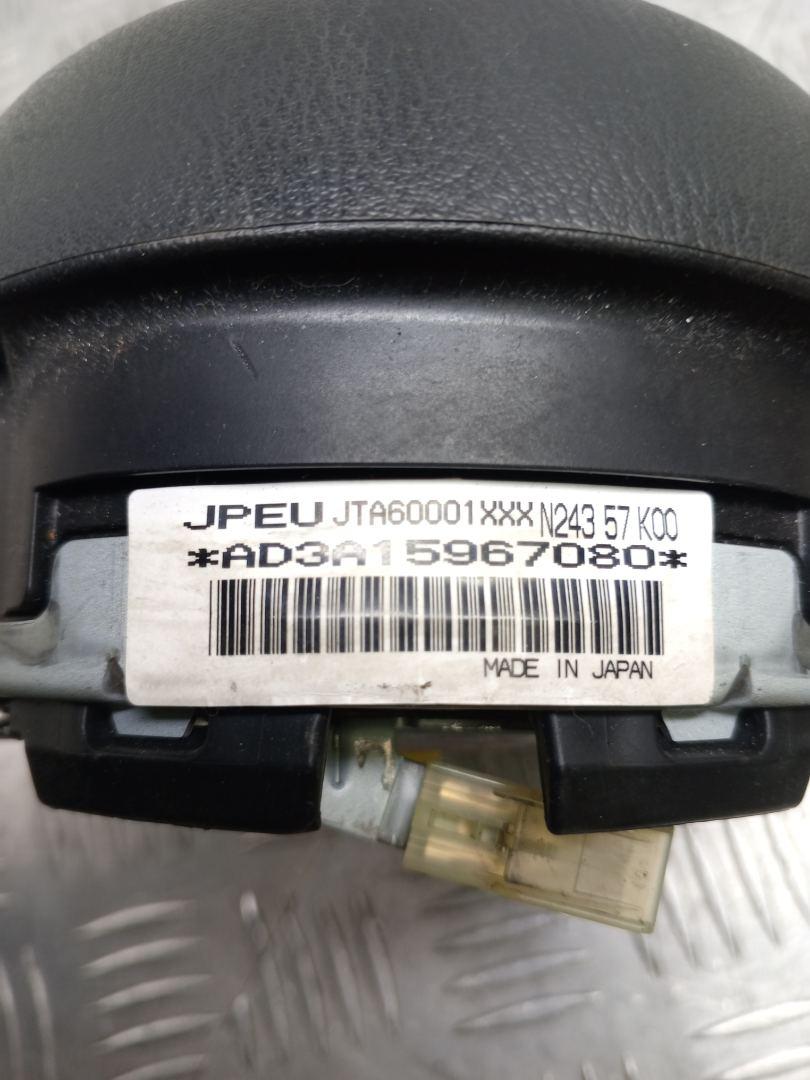 JPEU JTA60001XXX N243 57 K00
*AD3A15967080*
MADE IN JAPAN